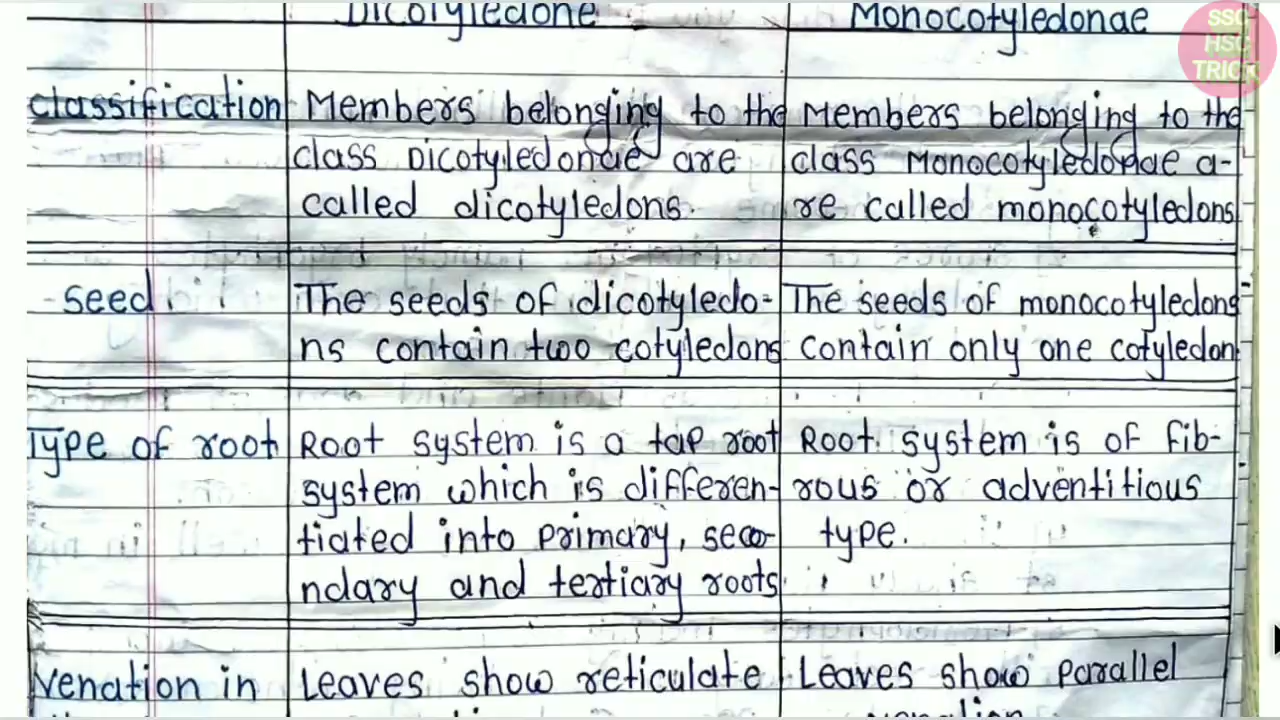 Dicotyledone Monocotyledonae
SSC
HSC
TRICK
classification Members belonging to the Members belonging to the
class Dicotyledonae are class Monocotyledonae a-
called dicotyledons. re called monocotyledons
seed The seeds of dicotyledo- The seeds of monocotyledons
ns contain two cotyledons contain only one cotyledon
Type of root Root system is a tap root Root system is of fib-
system which is differen- rous or adventitious
tiated into primary, seco- type.
ndary and tertiary roots
venation in Leaves show reticulate Leaves show parallel
venation